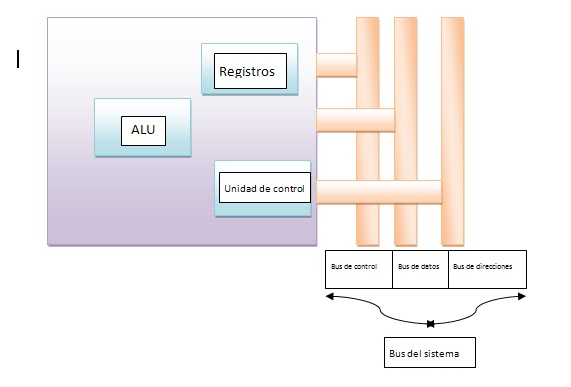 Registros
ALU
Unidad de control
Bus de control
Bus de datos
Bus de direcciones
Bus del sistema